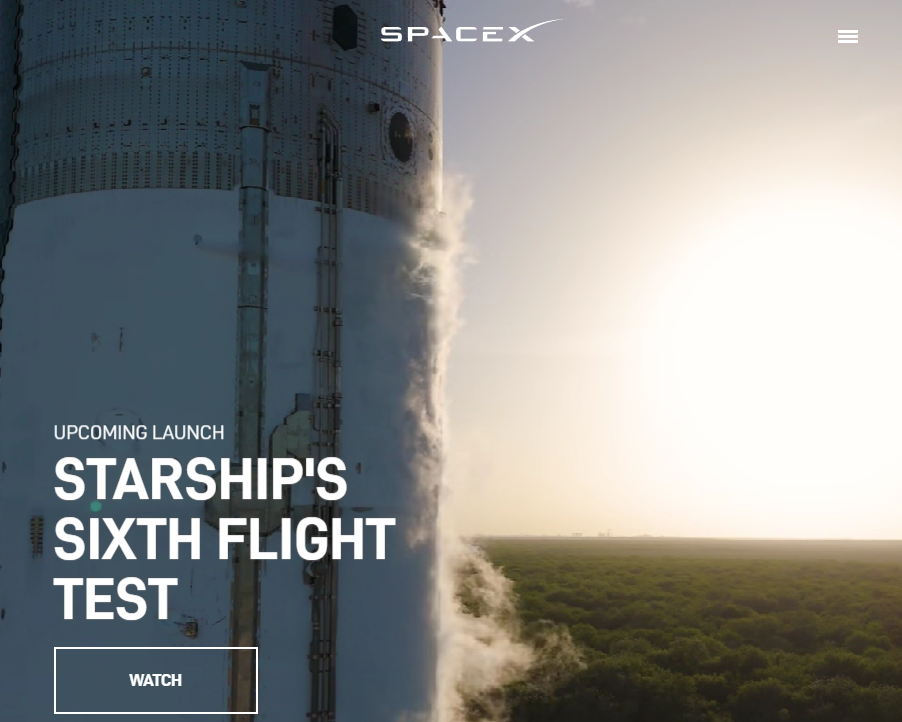 SPACEX
UPCOMING LAUNCH
STARSHIP'S
SIXTH FLIGHT
TEST
WATCH